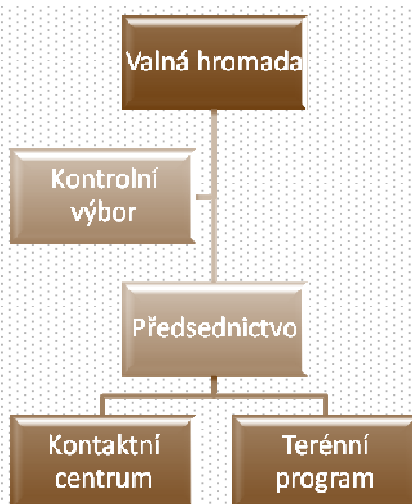 Valná hromada
Kontrolní
výbor
Předsednictvo
Kontaktní
centrum
Terénní
program